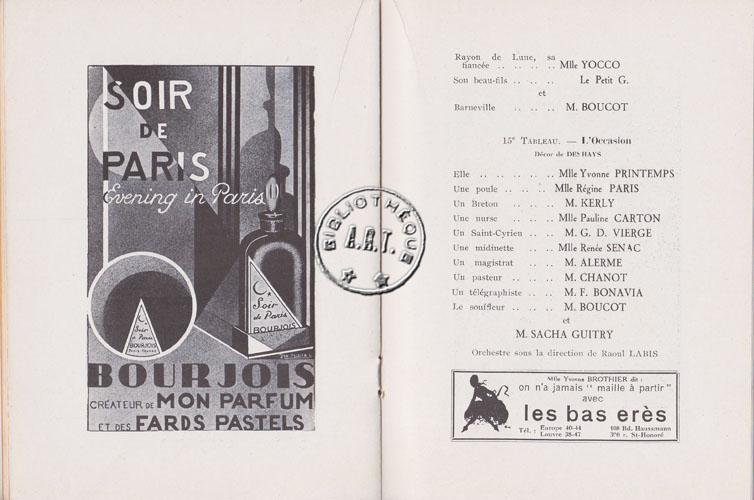 SOIR
DE
PARIS
Evening in Paris
Soir
de Paris
BOURJOIS
Soir
de Paris
BOURJOIS
BOURJOIS
CRÉATEUR DE MON PARFUM
ET DES FARDS PASTELS
BIBLIOTHÈQUE
A.R.T.
Rayon de Lune, sa
fiancée .. .. .. .. Mlle YOCCO
Son beau-fils .. .. .. Le Petit G.
et
Barneville .. .. .. M. BOUCOT
15e TABLEAU. — L'Occasion
Décor de DESHAYS
Elle .. .. .. .. .. Mlle Yvonne PRINTEMPS
Une poule .. .. .. Mlle Régine PARIS
Un Breton .. .. .. M. KERLY
Une nurse .. .. .. Mlle Pauline CARTON
Un Saint-Cyrien .. .. M. G. D. VIERGE
Une midinette .. .. Mlle Renée SENAC
Un magistrat .. .. M. ALERME
Un pasteur .. .. .. M. CHANOT
Un télégraphiste .. .. M. F. BONAVIA
Le souffleur .. .. .. M. BOUCOT
et
M. SACHA GUITRY
Orchestre sous la direction de Raoul LABIS
Mlle Yvonne BROTHIER dit :
on n'a jamais "maille à partir"
avec
les bas erès
Tél. : Europe 40-44 108 Bd. Haussmann
Louvre 38-47 320 r. St-Honoré